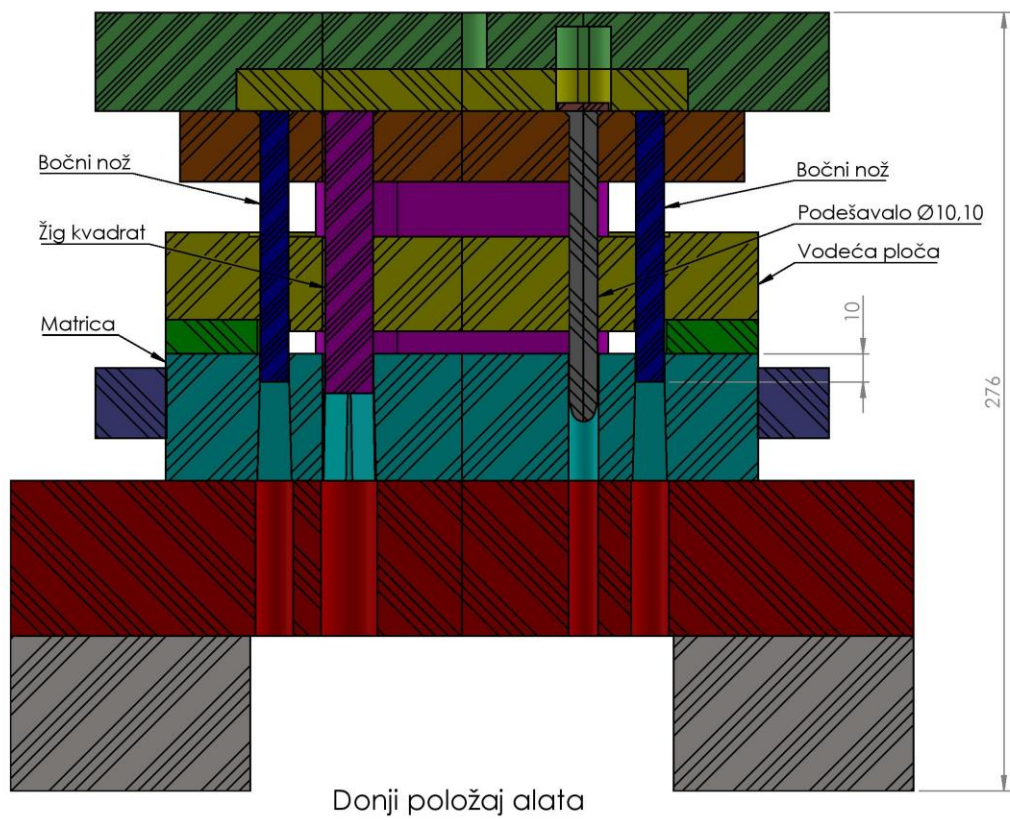 Bočni nož
Žig kvadrat
Matrica
Bočni nož
Podešavalo Ø10,10
Vodeća ploča
10
276
Donji položaj alata